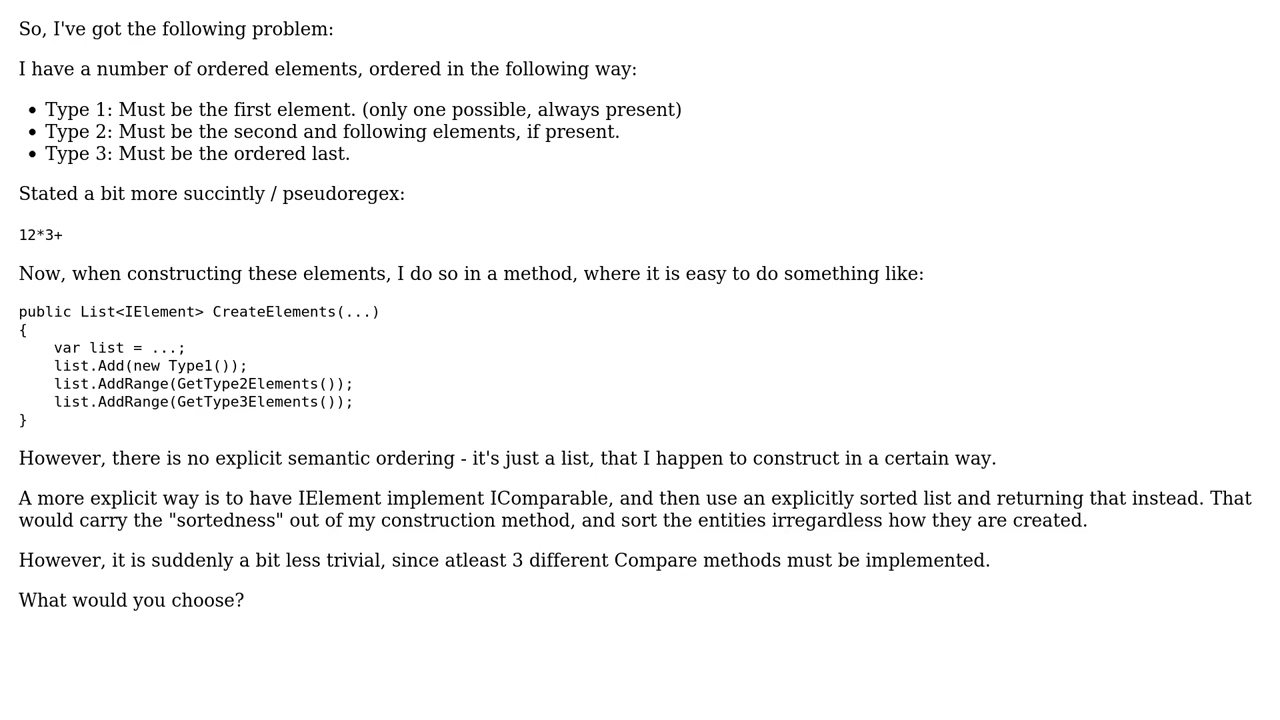 So, I've got the following problem:
I have a number of ordered elements, ordered in the following way:
• Type 1: Must be the first element. (only one possible, always present)
• Type 2: Must be the second and following elements, if present.
• Type 3: Must be the ordered last.
Stated a bit more succintly / pseudoregex:
12*3+
Now, when constructing these elements, I do so in a method, where it is easy to do something like:
public List<IElement> CreateElements(...)
{
    var list = ...;
    list.Add(new Type1());
    list.AddRange(GetType2Elements());
    list.AddRange(GetType3Elements());
}
However, there is no explicit semantic ordering - it's just a list, that I happen to construct in a certain way.
A more explicit way is to have IElement implement IComparable, and then use an explicitly sorted list and returning that instead. That
would carry the "sortedness" out of my construction method, and sort the entities irregardless how they are created.
However, it is suddenly a bit less trivial, since atleast 3 different Compare methods must be implemented.
What would you choose?